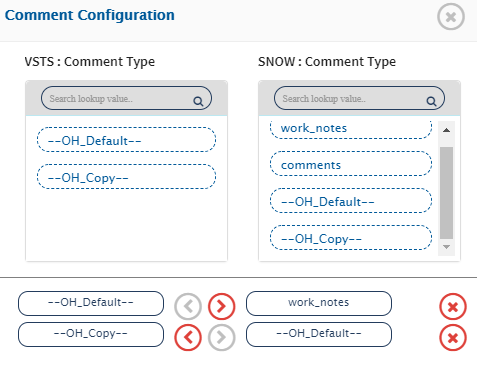 Comment Configuration
VSTS : Comment Type
SNOW : Comment Type
Search lookup value..
Search lookup value..
--OH_Default--
--OH_Copy--
work_notes
comments
--OH_Default--
--OH_Copy--
--OH_Default--
work_notes
--OH_Copy--
--OH_Default--